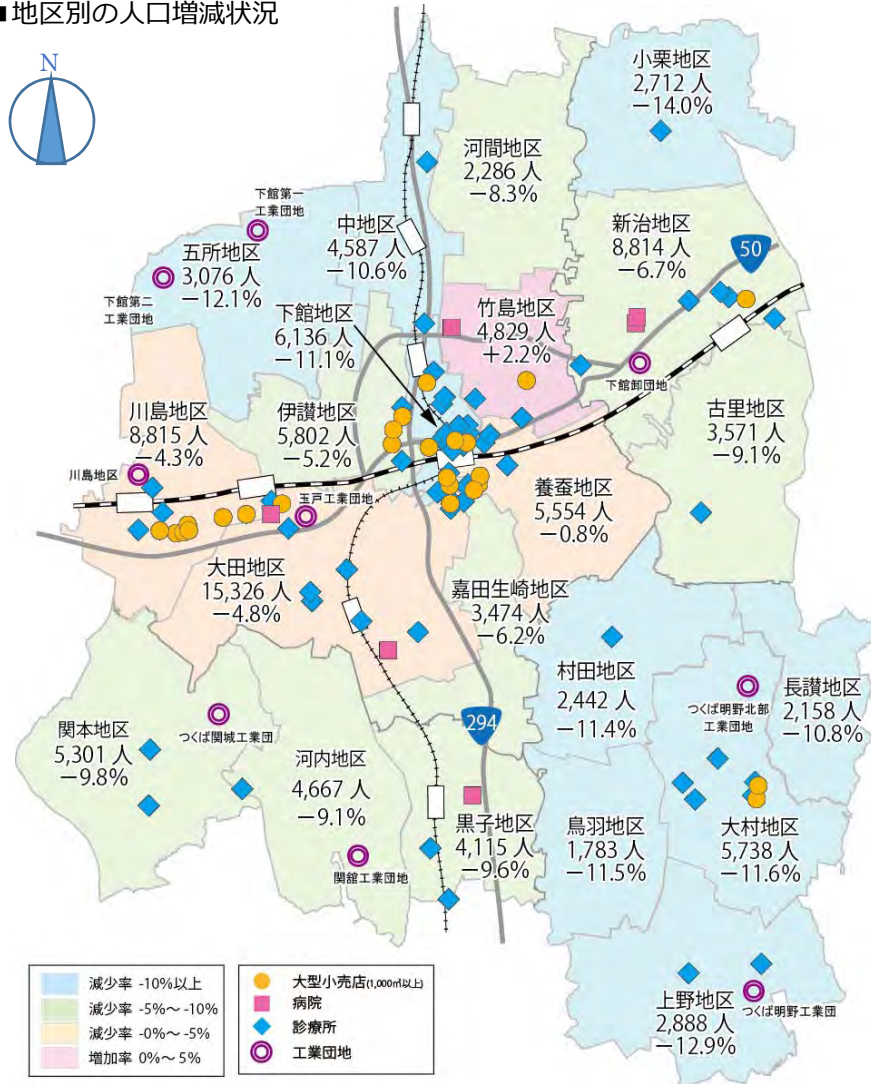 ■ 地区別の人口増減状況
N
小栗地区
2,712 人
−14.0%
河間地区
2,286 人
−8.3%
下館第一
工業団地
中地区
4,587 人
−10.6%
新治地区
8,814 人
−6.7%
50
五所地区
3,076 人
−12.1%
下館第二
工業団地
下館地区
6,136 人
−11.1%
竹島地区
4,829 人
+2.2%
下館卸団地
川島地区
8,815 人
−4.3%
伊讃地区
5,802 人
−5.2%
古里地区
3,571 人
−9.1%
川島地区
玉戸工業団地
養蚕地区
5,554 人
−0.8%
大田地区
15,326 人
−4.8%
嘉田生崎地区
3,474 人
−6.2%
村田地区
2,442 人
−11.4%
長讃地区
2,158 人
−10.8%
つくば明野北部
工業団地
関本地区
5,301 人
−9.8%
つくば関城工業団
294
河内地区
4,667 人
−9.1%
黒子地区
4,115 人
−9.6%
鳥羽地区
1,783 人
−11.5%
大村地区
5,738 人
−11.6%
関舘工業団地
上野地区
2,888 人
−12.9%
つくば明野工業団
減少率 -10%以上
減少率 -5%～ -10%
減少率 -0%～ -5%
増加率 0%～ 5%
大型小売店(1,000㎡以上)
病院
診療所
工業団地